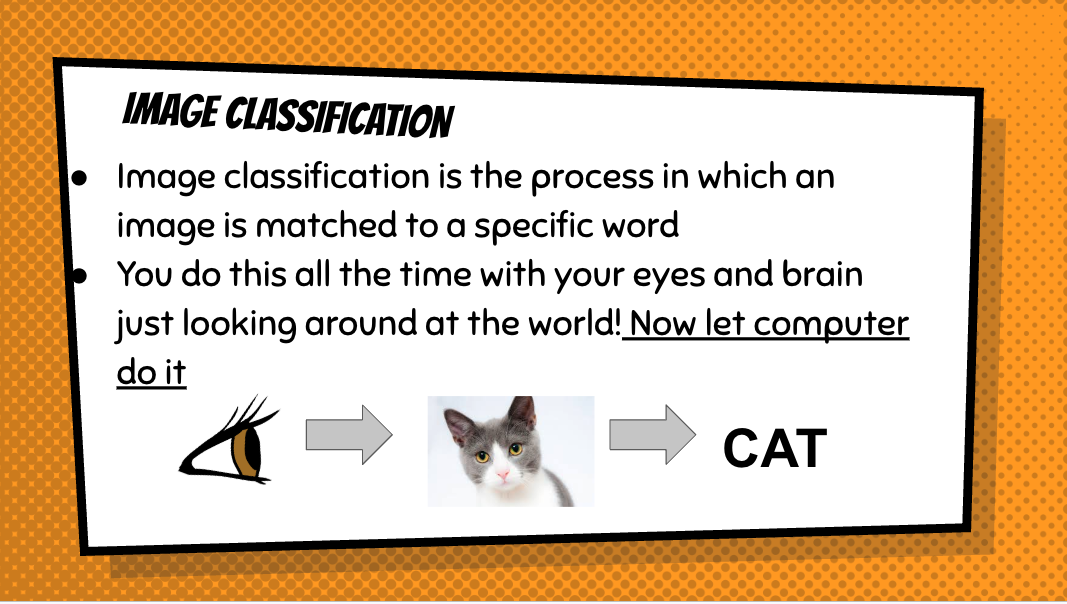 IMAGE CLASSIFICATION
● Image classification is the process in which an
image is matched to a specific word
● You do this all the time with your eyes and brain
just looking around at the world! Now let computer
do it
CAT